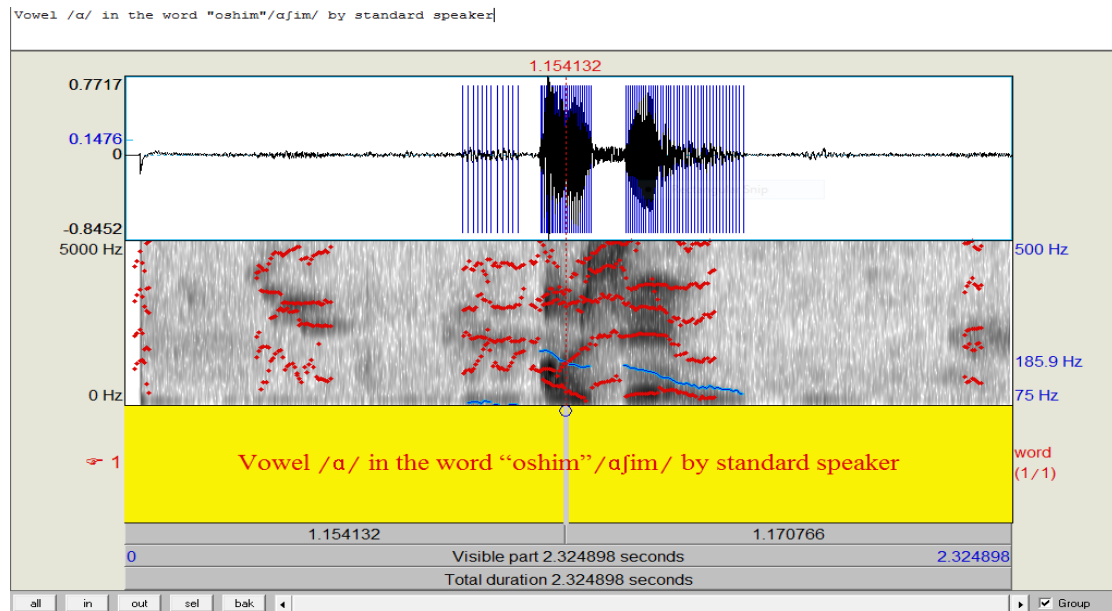 Vowel /ɑ/ in the word "oshim"/ɑʃim/ by standard speaker
1.154132
0.7717
0.1476
0
-0.8452
5000 Hz
500 Hz
185.9 Hz
0 Hz
75 Hz
☞ 1
Vowel /ɑ/ in the word “oshim”/ɑʃim/ by standard speaker
word
(1/1)
1.154132 1.170766
0 Visible part 2.324898 seconds 2.324898
Total duration 2.324898 seconds
all in out sel bak Group